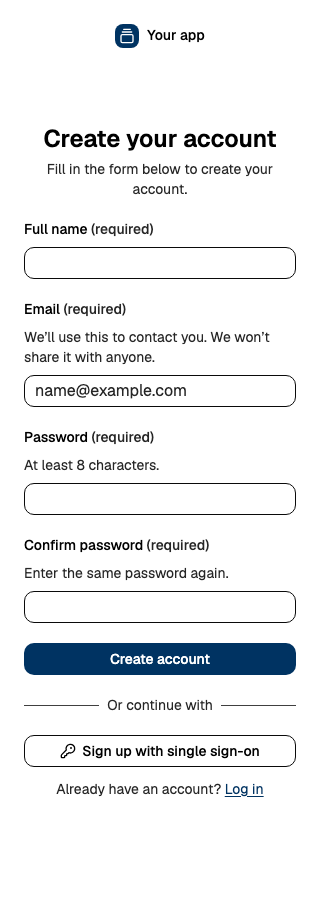 Your app
Create your account
Fill in the form below to create your
account.
Full name (required)
Email (required)
We’ll use this to contact you. We won’t
share it with anyone.
name@example.com
Password (required)
At least 8 characters.
Confirm password (required)
Enter the same password again.
Create account
Or continue with
Sign up with single sign-on
Already have an account? Log in